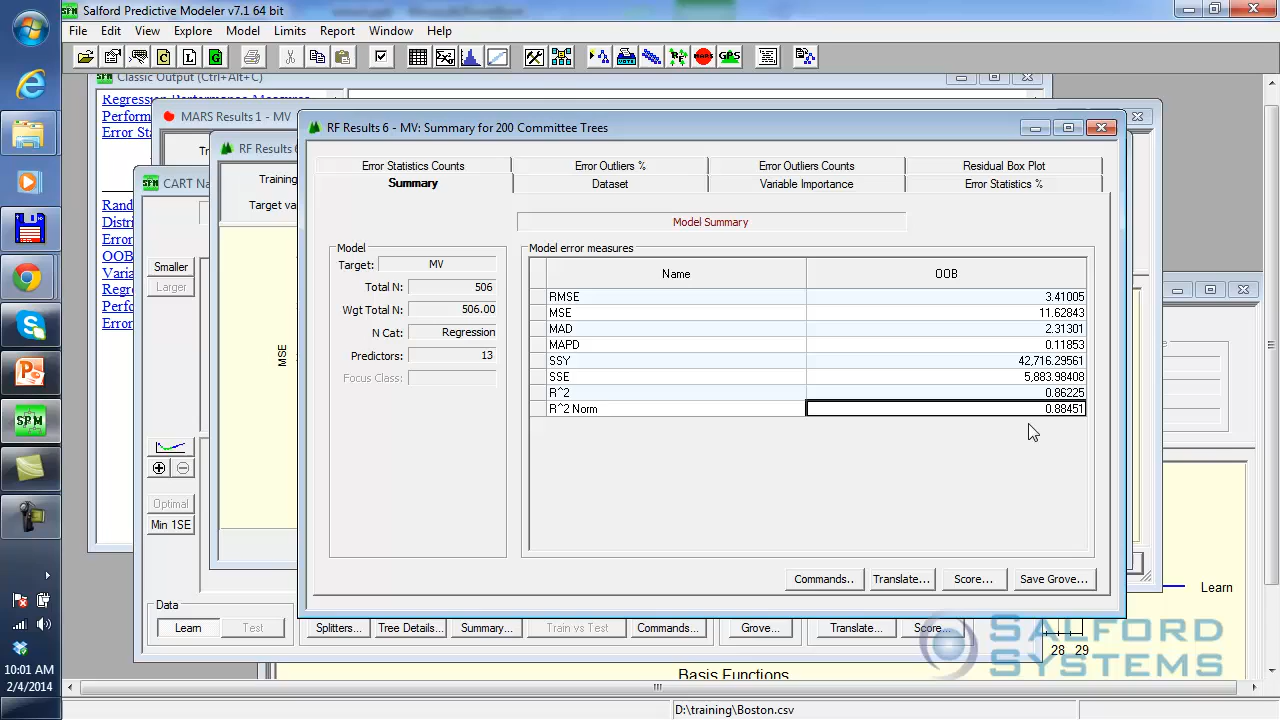 Salford Predictive Modeler v7.1 64 bit
File Edit View Explore Model Limits Report Window Help
Classic Output (Ctrl+Alt+C)
Regression Performance Measures
Perform
Error Sta
Rand
Distri
Error
OOB
Varia
Regre
Perfo
Error
MARS Results 1 - MV
Tr
RF Results 6
Training
Target va
MSE
CART Na
Smaller
Larger
Optimal
Min 1SE
Data
Learn
Test
RF Results 6 - MV: Summary for 200 Committee Trees
Error Statistics Counts
Error Outliers %
Error Outliers Counts
Residual Box Plot
Summary
Dataset
Variable Importance
Error Statistics %
Model Summary
Model
Target: MV
Total N: 506
Wgt Total N: 506.00
N Cat: Regression
Predictors: 13
Focus Class:
Model error measures
Name OOB
RMSE 3.41005
MSE 11.62843
MAD 2.31301
MAPD 0.11853
SSY 42,716.29561
SSE 5,883.98408
R^2 0.86225
R^2 Norm 0.88451
Commands..
Translate...
Score...
Save Grove...
Learn
Splitters...
Tree Details...
Summary...
Train vs Test
Commands...
Grove...
Translate...
Score...
28 29
Basis Functions
SALFORD
SYSTEMS
D:\training\Boston.csv
10:01 AM
2/4/2014